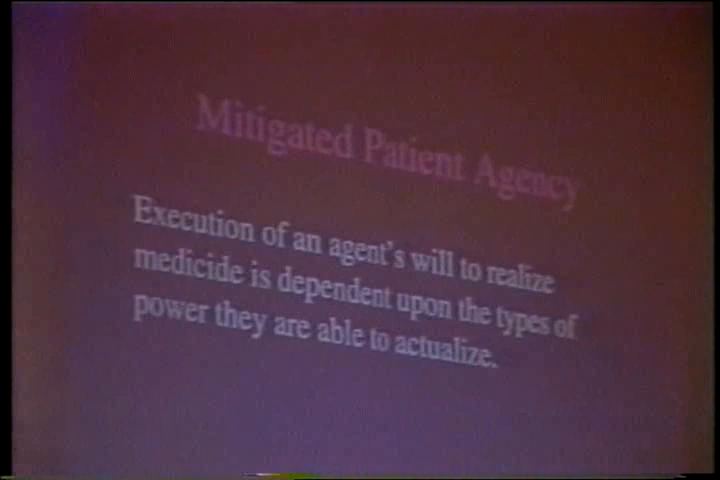 Mitigated Patient Agency
Execution of an agent's will to realize
medicide is dependent upon the types of
power they are able to actualize.